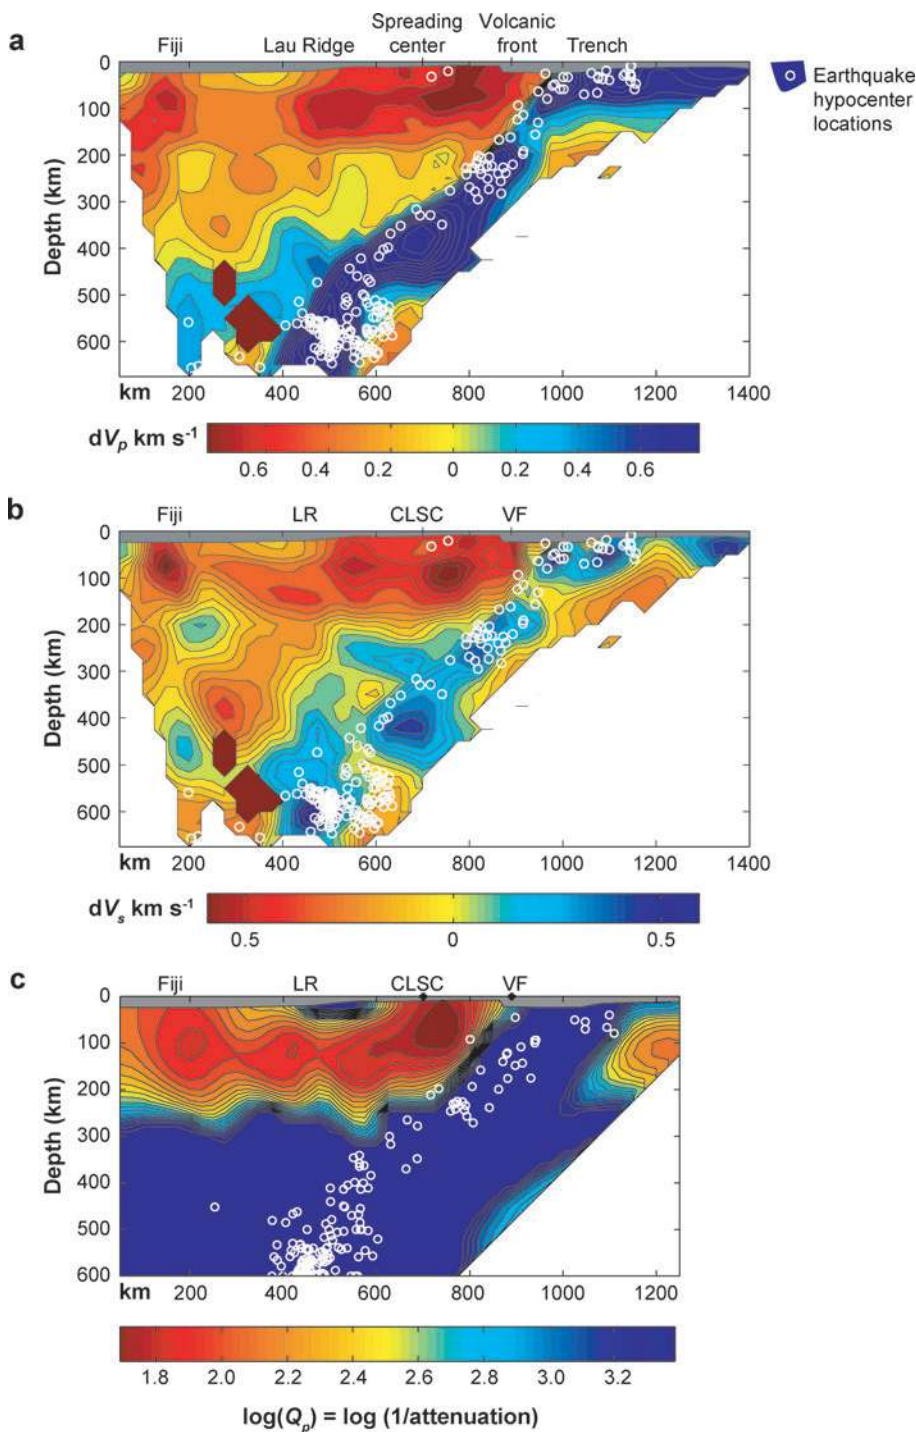 a
Fiji Lau Ridge Spreading center Volcanic front Trench
0
100
200
300
400
500
600
Depth (km)
km 200 400 600 800 1000 1200 1400
Earthquake
hypocenter
locations
dVp km s-1
0.6 0.4 0.2 0 0.2 0.4 0.6
b
Fiji LR CLSC VF
0
100
200
300
400
500
600
Depth (km)
km 200 400 600 800 1000 1200 1400
dVs km s-1
0.5 0 0.5
c
Fiji LR CLSC VF
0
100
200
300
400
500
600
Depth (km)
km 200 400 600 800 1000 1200
1.8 2.0 2.2 2.4 2.6 2.8 3.0 3.2
log(Qp) = log (1/attenuation)